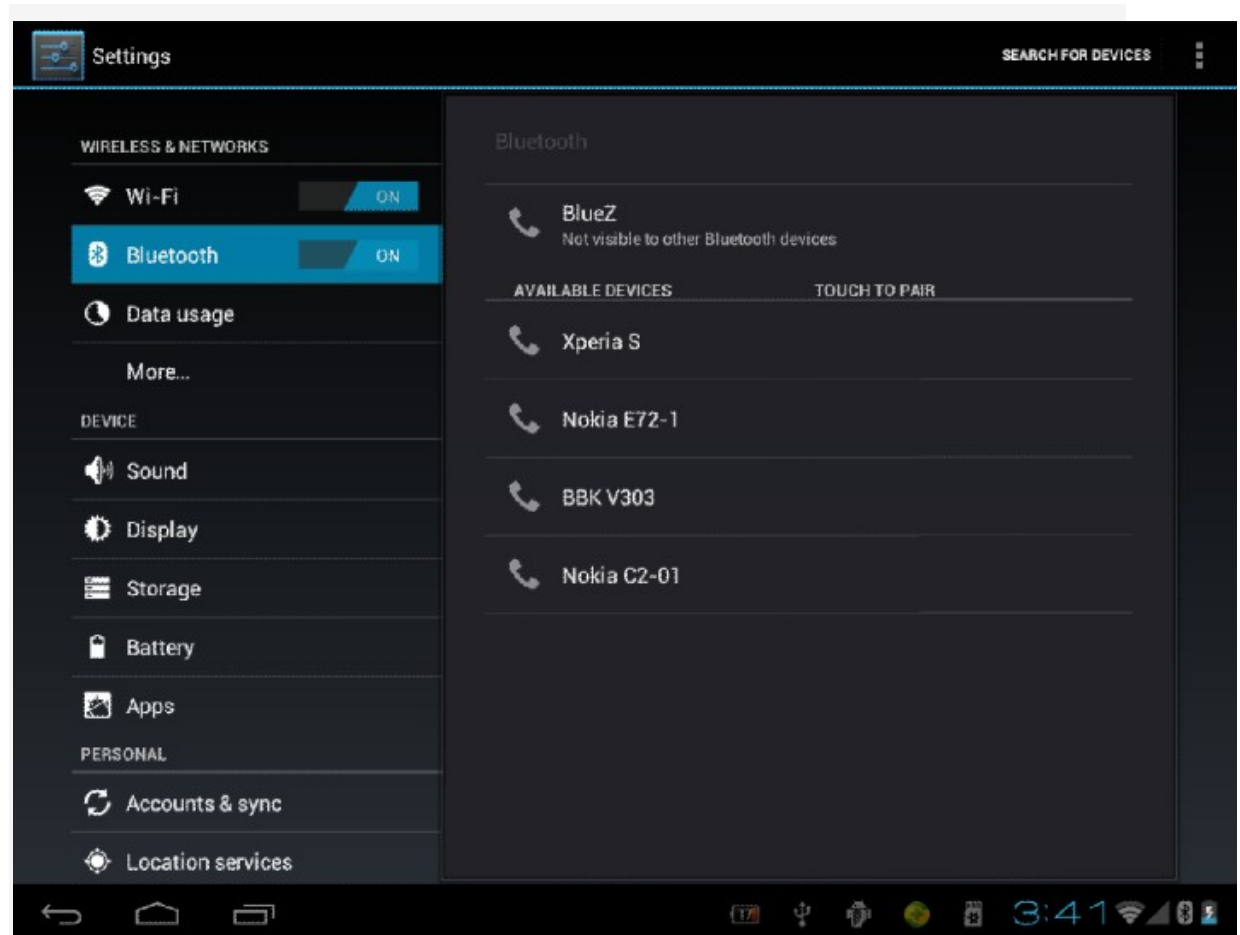 Settings
SEARCH FOR DEVICES
WIRELESS & NETWORKS
Wi-Fi ON
Bluetooth ON
Data usage
More...
DEVICE
Sound
Display
Storage
Battery
Apps
PERSONAL
Accounts & sync
Location services
Bluetooth
BlueZ
Not visible to other Bluetooth devices
AVAILABLE DEVICES TOUCH TO PAIR
Xperia S
Nokia E72-1
BBK V303
Nokia C2-01
17 3:41